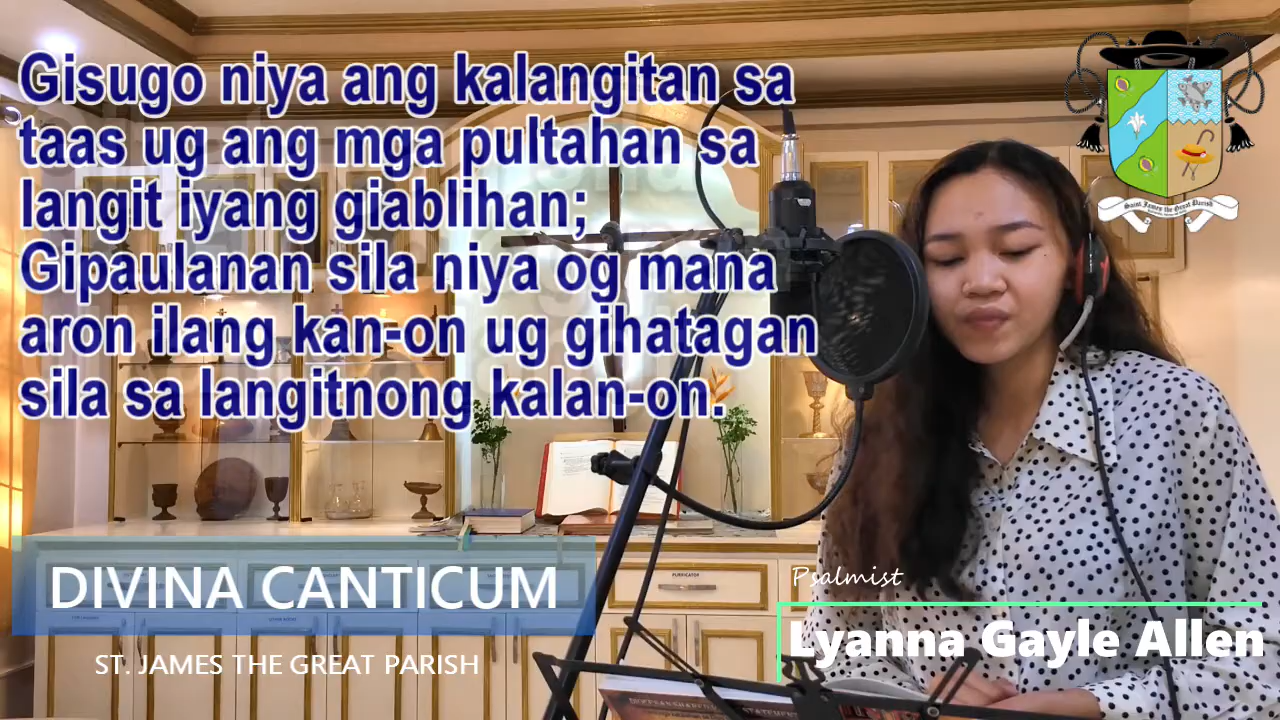 Gisugo niya ang kalangitan sa
taas ug ang mga pultahan sa
langit iyang giablihan;
Gipaulanan sila niya og mana
aron ilang kan-on ug gihatagan
sila sa langitnong kalan-on.
Saint James the Great Parish
PURIFICATOR
DIVINA CANTICUM
ST. JAMES THE GREAT PARISH
Psalmist
Lyanna Gayle Allen